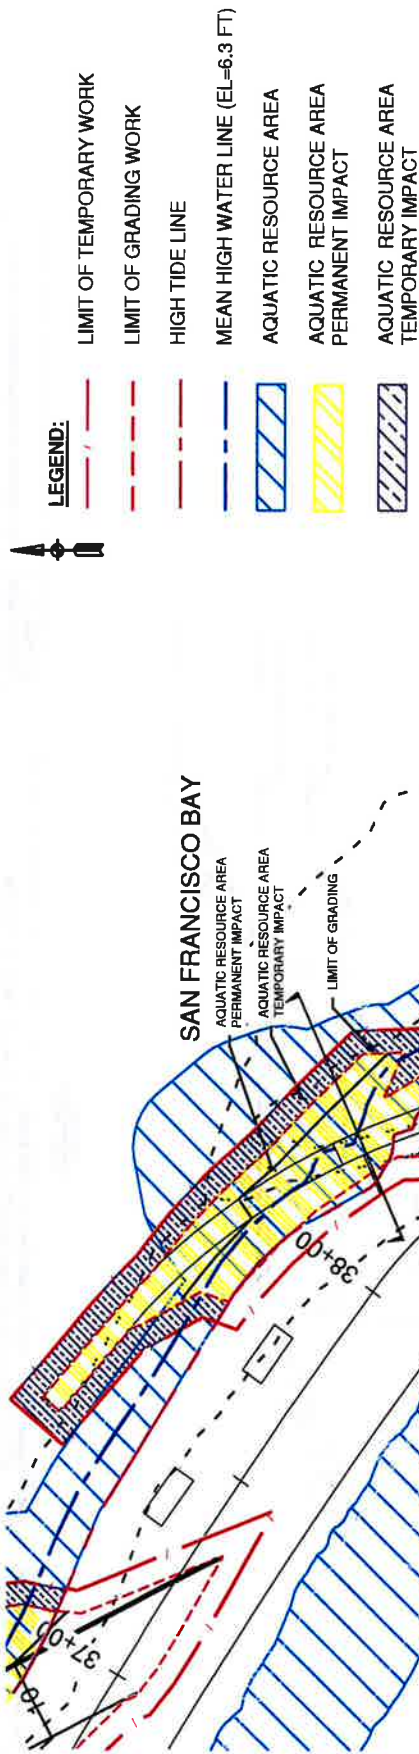 LEGEND:
LIMIT OF TEMPORARY WORK
LIMIT OF GRADING WORK
HIGH TIDE LINE
MEAN HIGH WATER LINE (EL=6.3 FT)
AQUATIC RESOURCE AREA
AQUATIC RESOURCE AREA
PERMANENT IMPACT
AQUATIC RESOURCE AREA
TEMPORARY IMPACT
SAN FRANCISCO BAY
AQUATIC RESOURCE AREA
PERMANENT IMPACT
AQUATIC RESOURCE AREA
TEMPORARY IMPACT
LIMIT OF GRADING
38+00
37+00
10